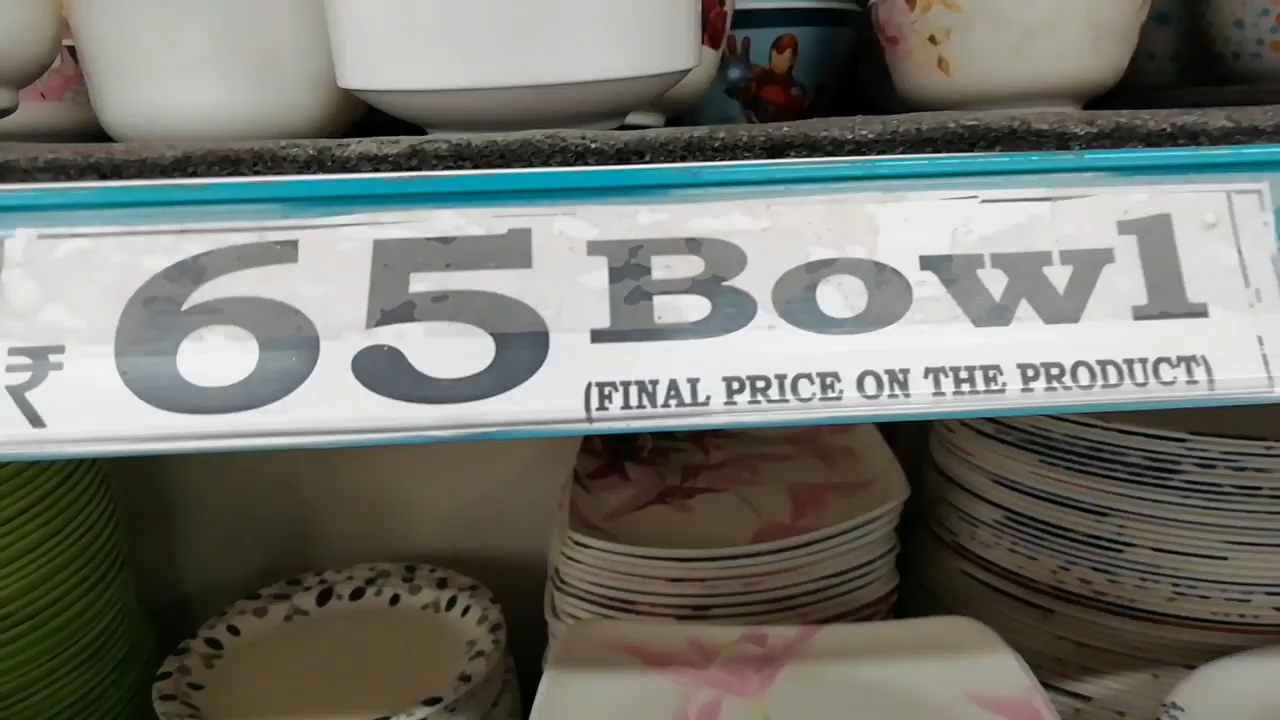 ₹ 65 Bowl
(FINAL PRICE ON THE PRODUCT)